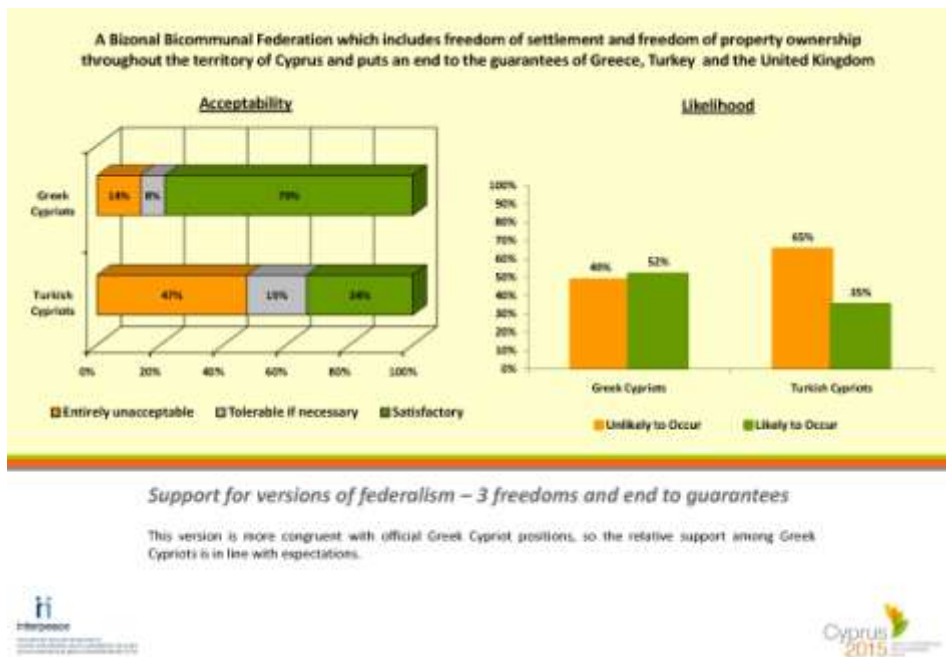 A Bizonal Bicommunal Federation which includes freedom of settlement and freedom of property ownership
throughout the territory of Cyprus and puts an end to the guarantees of Greece, Turkey and the United Kingdom
Acceptability
Likelihood
Greek
Cypriots
14%
8%
79%
Turkish
Cypriots
47%
19%
34%
0%
20%
40%
60%
80%
100%
Entirely unacceptable
Tolerable if necessary
Satisfactory
100%
90%
80%
70%
60%
50%
40%
30%
20%
10%
0%
52%
65%
35%
Greek Cypriots
Turkish Cypriots
Unlikely to Occur
Likely to Occur
Support for versions of federalism – 3 freedoms and end to guarantees
This version is more congruent with official Greek Cypriot positions, so the relative support among Greek
Cypriots is in line with expectations.
Interpeace
Cyprus
2015